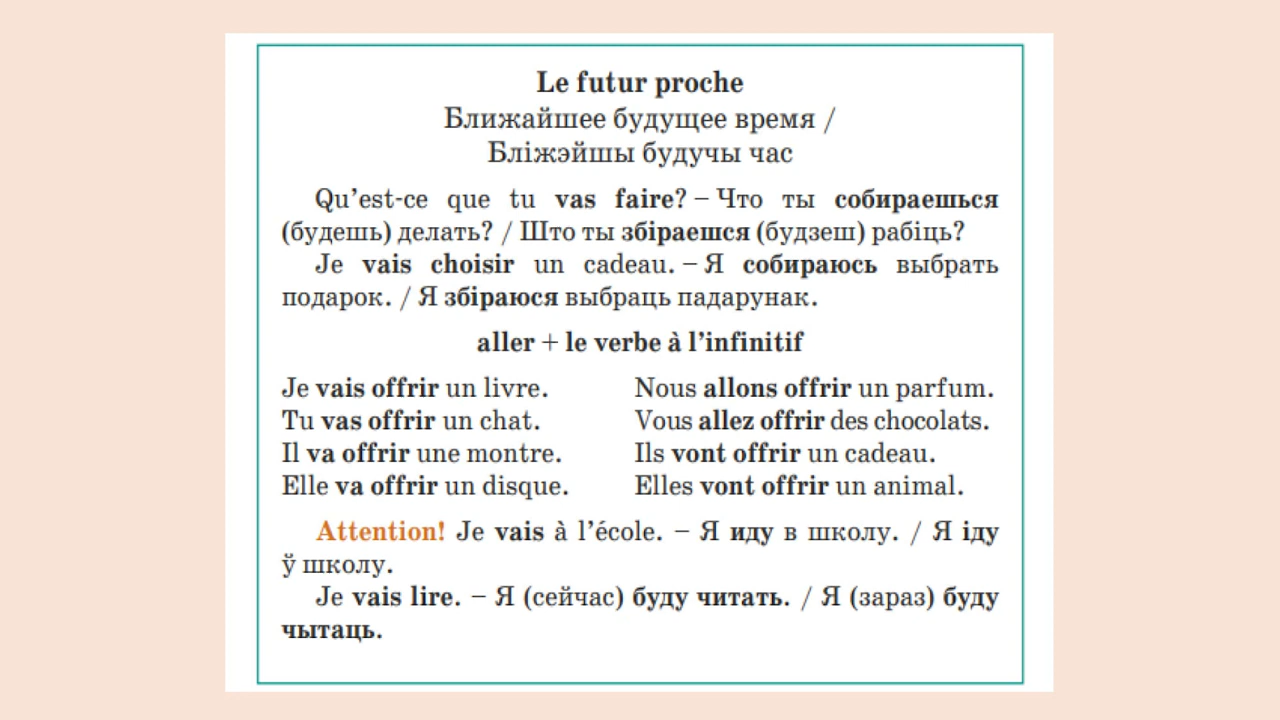 Le futur proche
Ближайшее будущее время /
Бліжэйшы будучы час
Qu’est-ce que tu vas faire? – Что ты собираешься
(будешь) делать? / Што ты збіраешся (будзеш) рабіць?
Je vais choisir un cadeau. – Я собираюсь выбрать
подарок. / Я збіраюся выбраць падарунак.
aller + le verbe à l’infinitif
Je vais offrir un livre.
Tu vas offrir un chat.
Il va offrir une montre.
Elle va offrir un disque.
Nous allons offrir un parfum.
Vous allez offrir des chocolats.
Ils vont offrir un cadeau.
Elles vont offrir un animal.
Attention! Je vais à l’école. – Я иду в школу. / Я іду
ў школу.
Je vais lire. – Я (сейчас) буду читать. / Я (зараз) буду
чытаць.